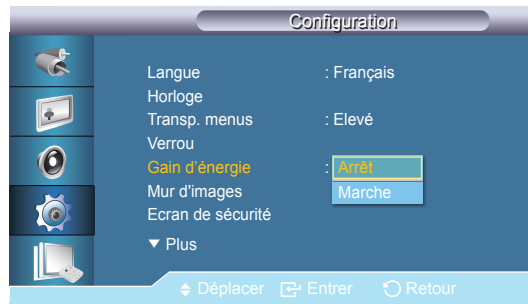 Configuration
Langue : Français
Horloge
Transp. menus : Elevé
Verrou
Gain d'énergie : Arrêt
Marche
Mur d'images
Ecran de sécurité
▼ Plus
Déplacer Entrer Retour